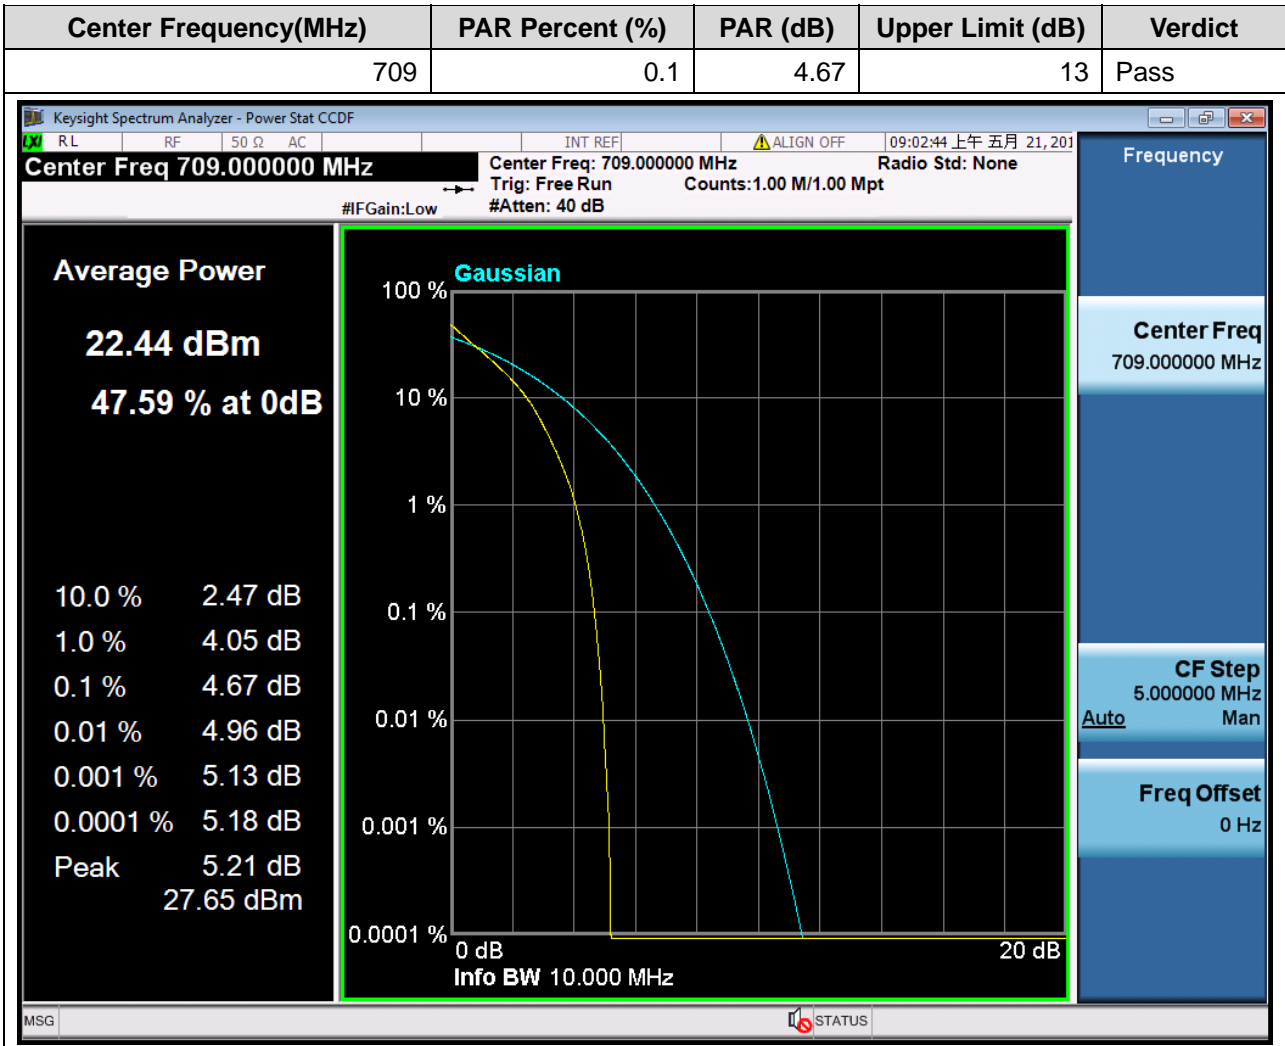 Center Frequency(MHz) PAR Percent (%) PAR (dB) Upper Limit (dB) Verdict
709 0.1 4.67 13 Pass
Keysight Spectrum Analyzer - Power Stat CCDF
LXI RL RF 50 Ω AC INT REF ALIGN OFF 09:02:44 上午 五月 21, 201
Center Freq 709.000000 MHz
Center Freq: 709.000000 MHz Radio Std: None
Trig: Free Run Counts:1.00 M/1.00 Mpt
#IFGain:Low #Atten: 40 dB
Average Power
22.44 dBm
47.59 % at 0dB
10.0 % 2.47 dB
1.0 % 4.05 dB
0.1 % 4.67 dB
0.01 % 4.96 dB
0.001 % 5.13 dB
0.0001 % 5.18 dB
Peak 5.21 dB
27.65 dBm
Gaussian
100 %
10 %
1 %
0.1 %
0.01 %
0.001 %
0.0001 %
0 dB 20 dB
Info BW 10.000 MHz
Frequency
Center Freq
709.000000 MHz
CF Step
5.000000 MHz
Auto Man
Freq Offset
0 Hz
MSG STATUS